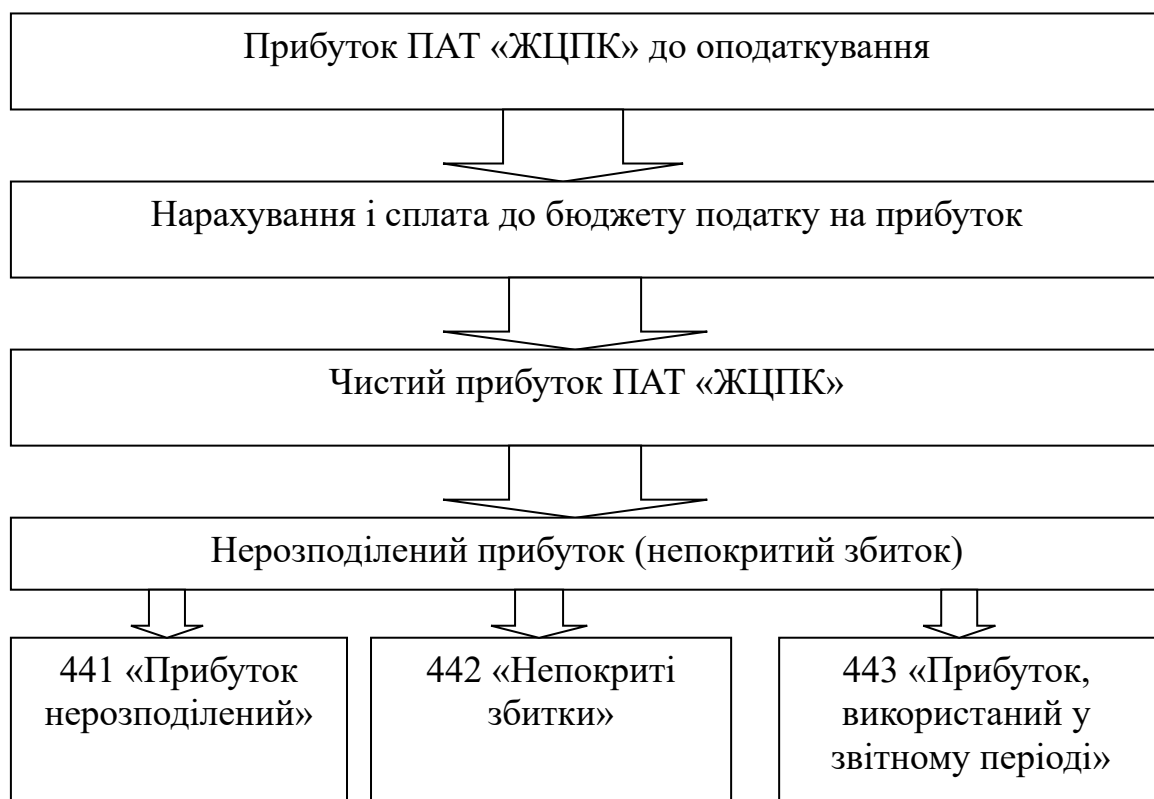 Прибуток ПАТ «ЖЦПК» до оподаткування
Нарахування і сплата до бюджету податку на прибуток
Чистий прибуток ПАТ «ЖЦПК»
Нерозподілений прибуток (непокритий збиток)
441 «Прибуток
нерозподілений»
442 «Непокриті
збитки»
443 «Прибуток,
використаний у
звітному періоді»